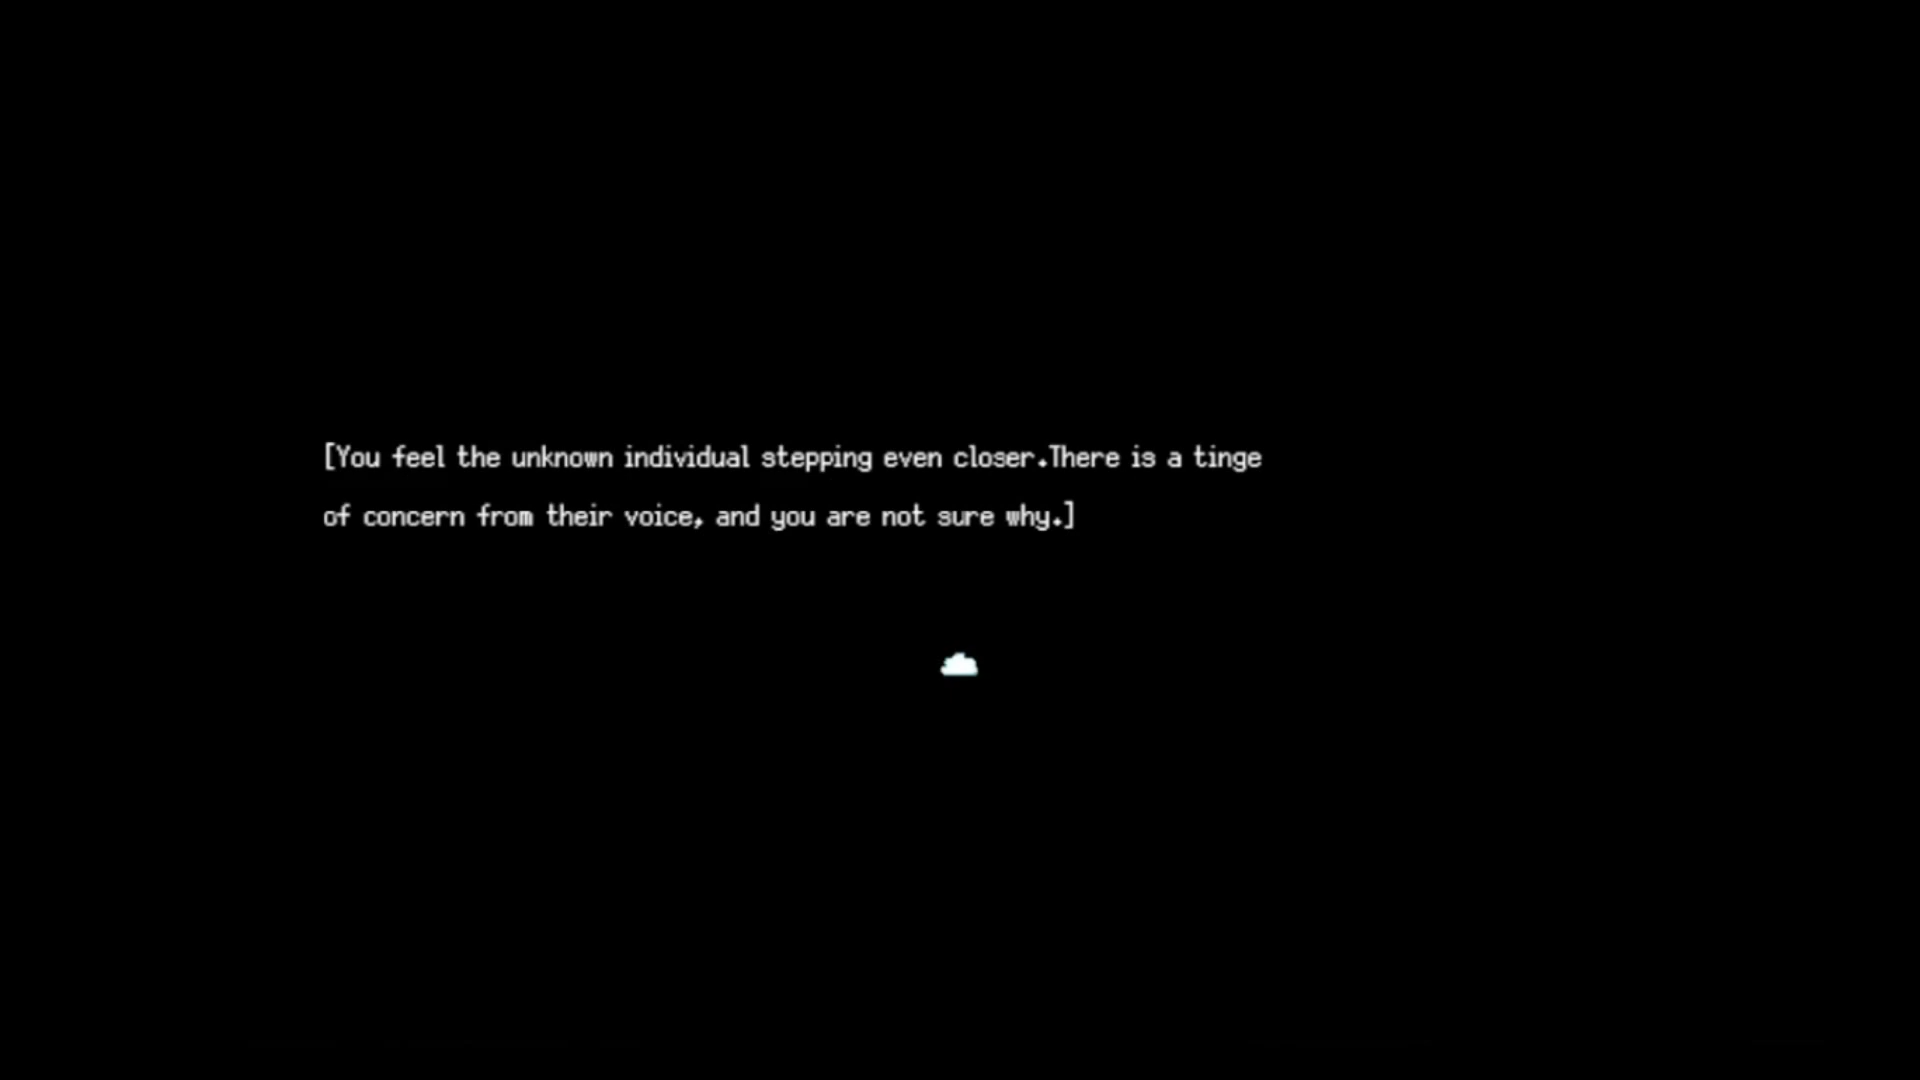 [You feel the unknown individual stepping even closer.There is a tinge
of concern from their voice, and you are not sure why.]